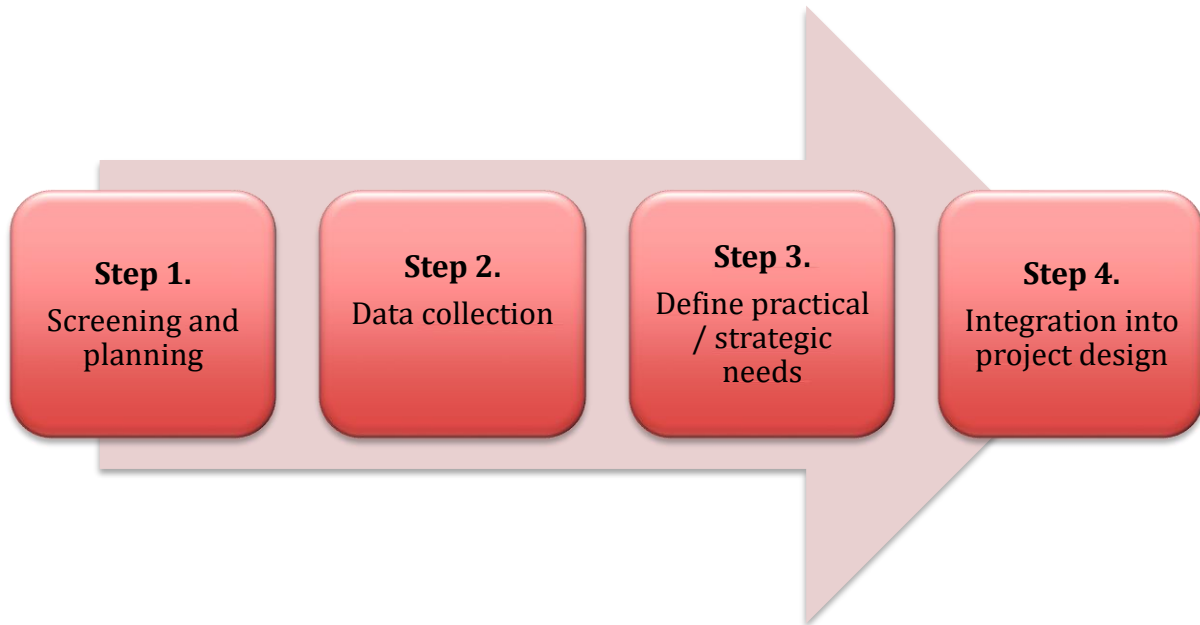 Step 1.
Screening and
planning
Step 2.
Data collection
Step 3.
Define practical
/ strategic
needs
Step 4.
Integration into
project design